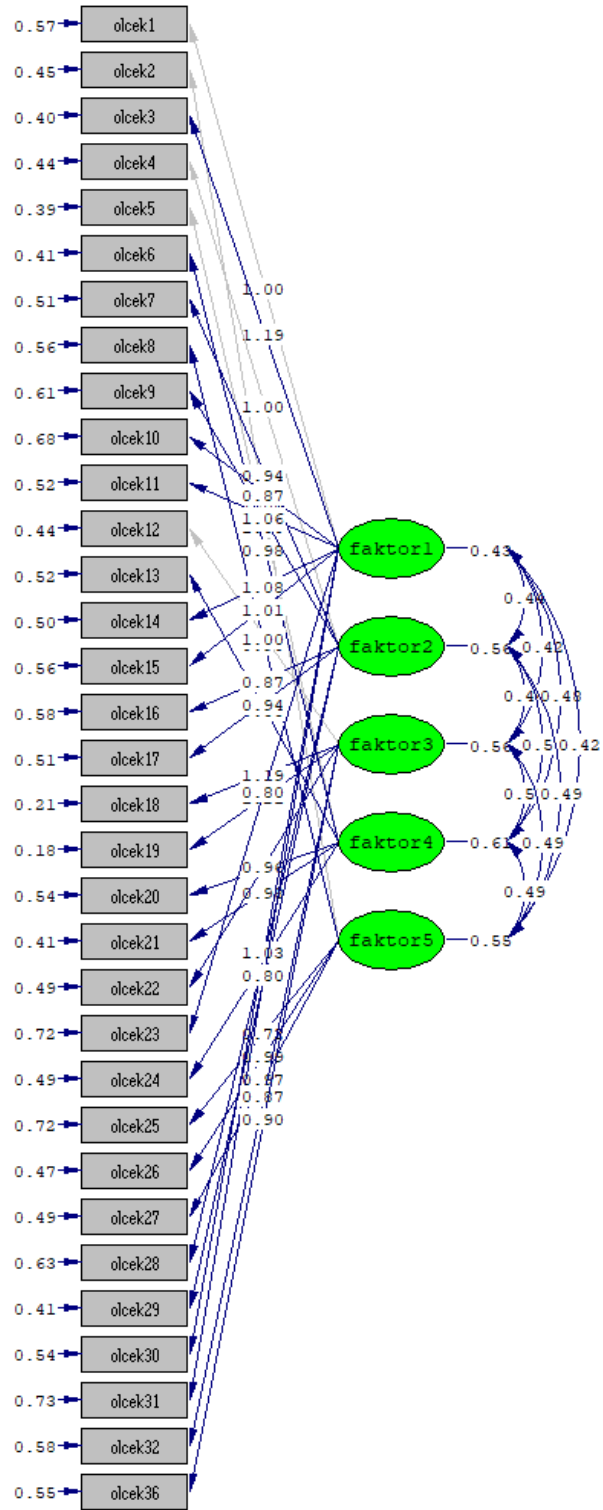 0.57 olcek1
0.45 olcek2
0.40 olcek3
0.44 olcek4
0.39 olcek5
0.41 olcek6
0.51 olcek7
0.56 olcek8
0.61 olcek9
0.68 olcek10
0.52 olcek11
0.44 olcek12
0.52 olcek13
0.50 olcek14
0.56 olcek15
0.58 olcek16
0.51 olcek17
0.21 olcek18
0.18 olcek19
0.54 olcek20
0.41 olcek21
0.49 olcek22
0.72 olcek23
0.49 olcek24
0.72 olcek25
0.47 olcek26
0.49 olcek27
0.63 olcek28
0.41 olcek29
0.54 olcek30
0.73 olcek31
0.58 olcek32
0.55 olcek36
1.00
1.19
1.00
0.94
0.87
1.06
0.98
1.08
1.01
1.00
0.87
0.94
0.80
0.96
1.03
0.80
0.87
0.90
faktor1 0.43
faktor2 0.56
faktor3 0.56
faktor4 0.61
faktor5 0.55
0.44
0.42
0.48
0.42
0.49
0.49
0.49